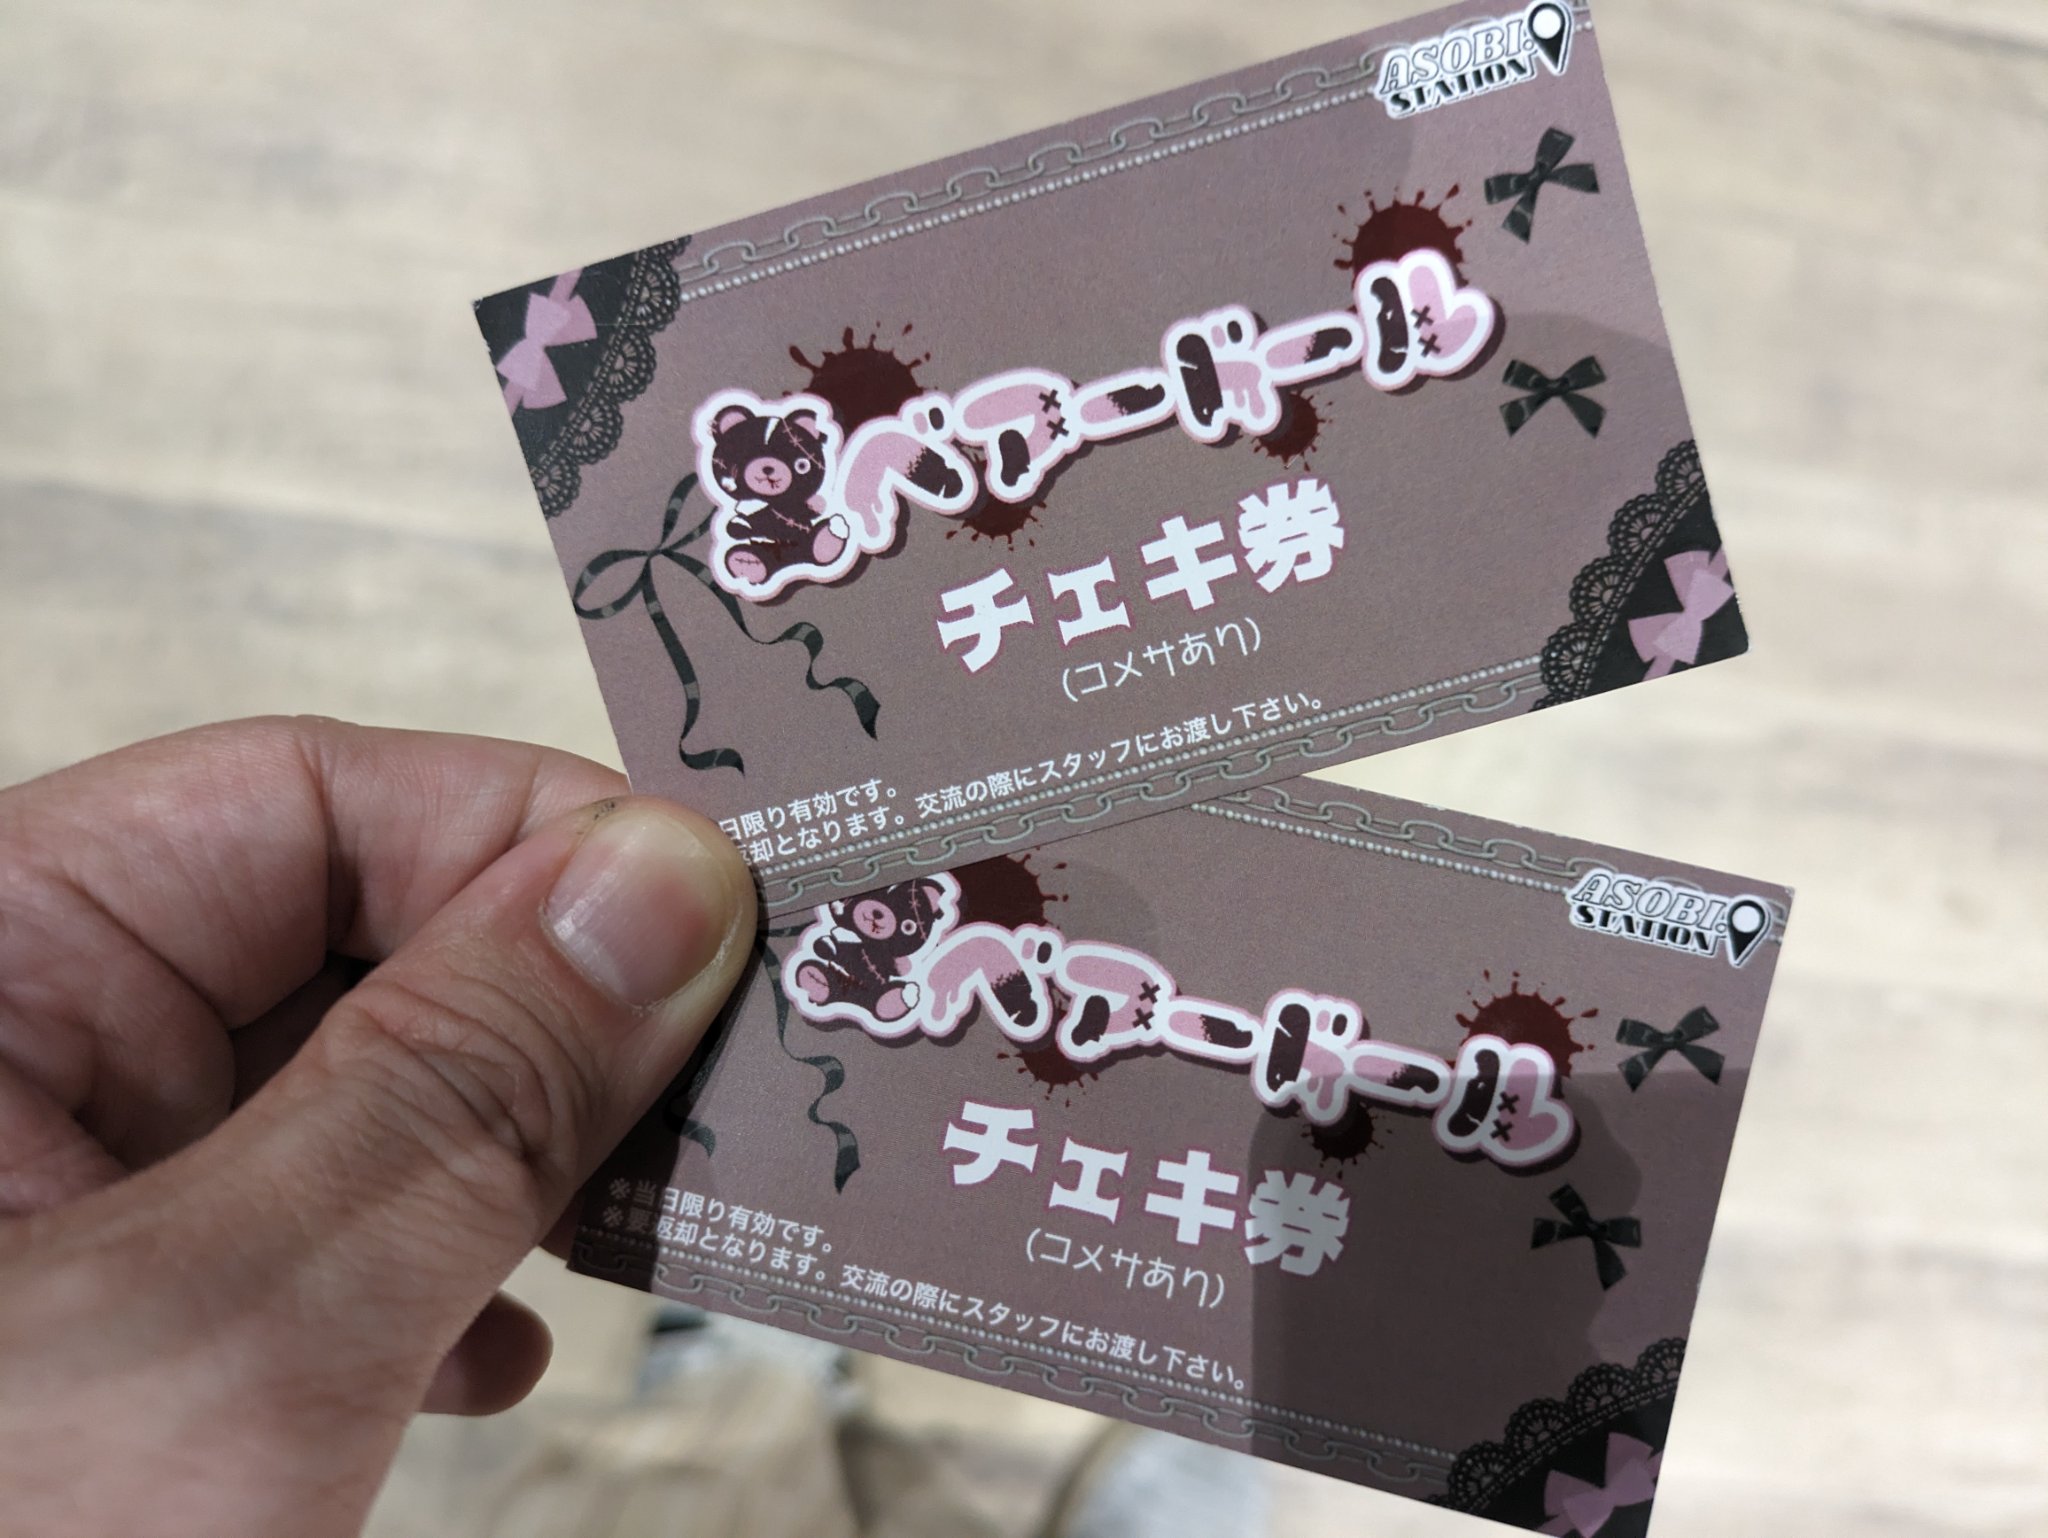 ASOBI.
STATION
ベアードール
チェキ券
(コメサあり)
日限り有効です。
返却となります。交流の際にスタッフにお渡し下さい。
ASOBI.
STATION
ベアードール
チェキ券
(コメサあり)
※当日限り有効です。
※要返却となります。交流の際にスタッフにお渡し下さい。